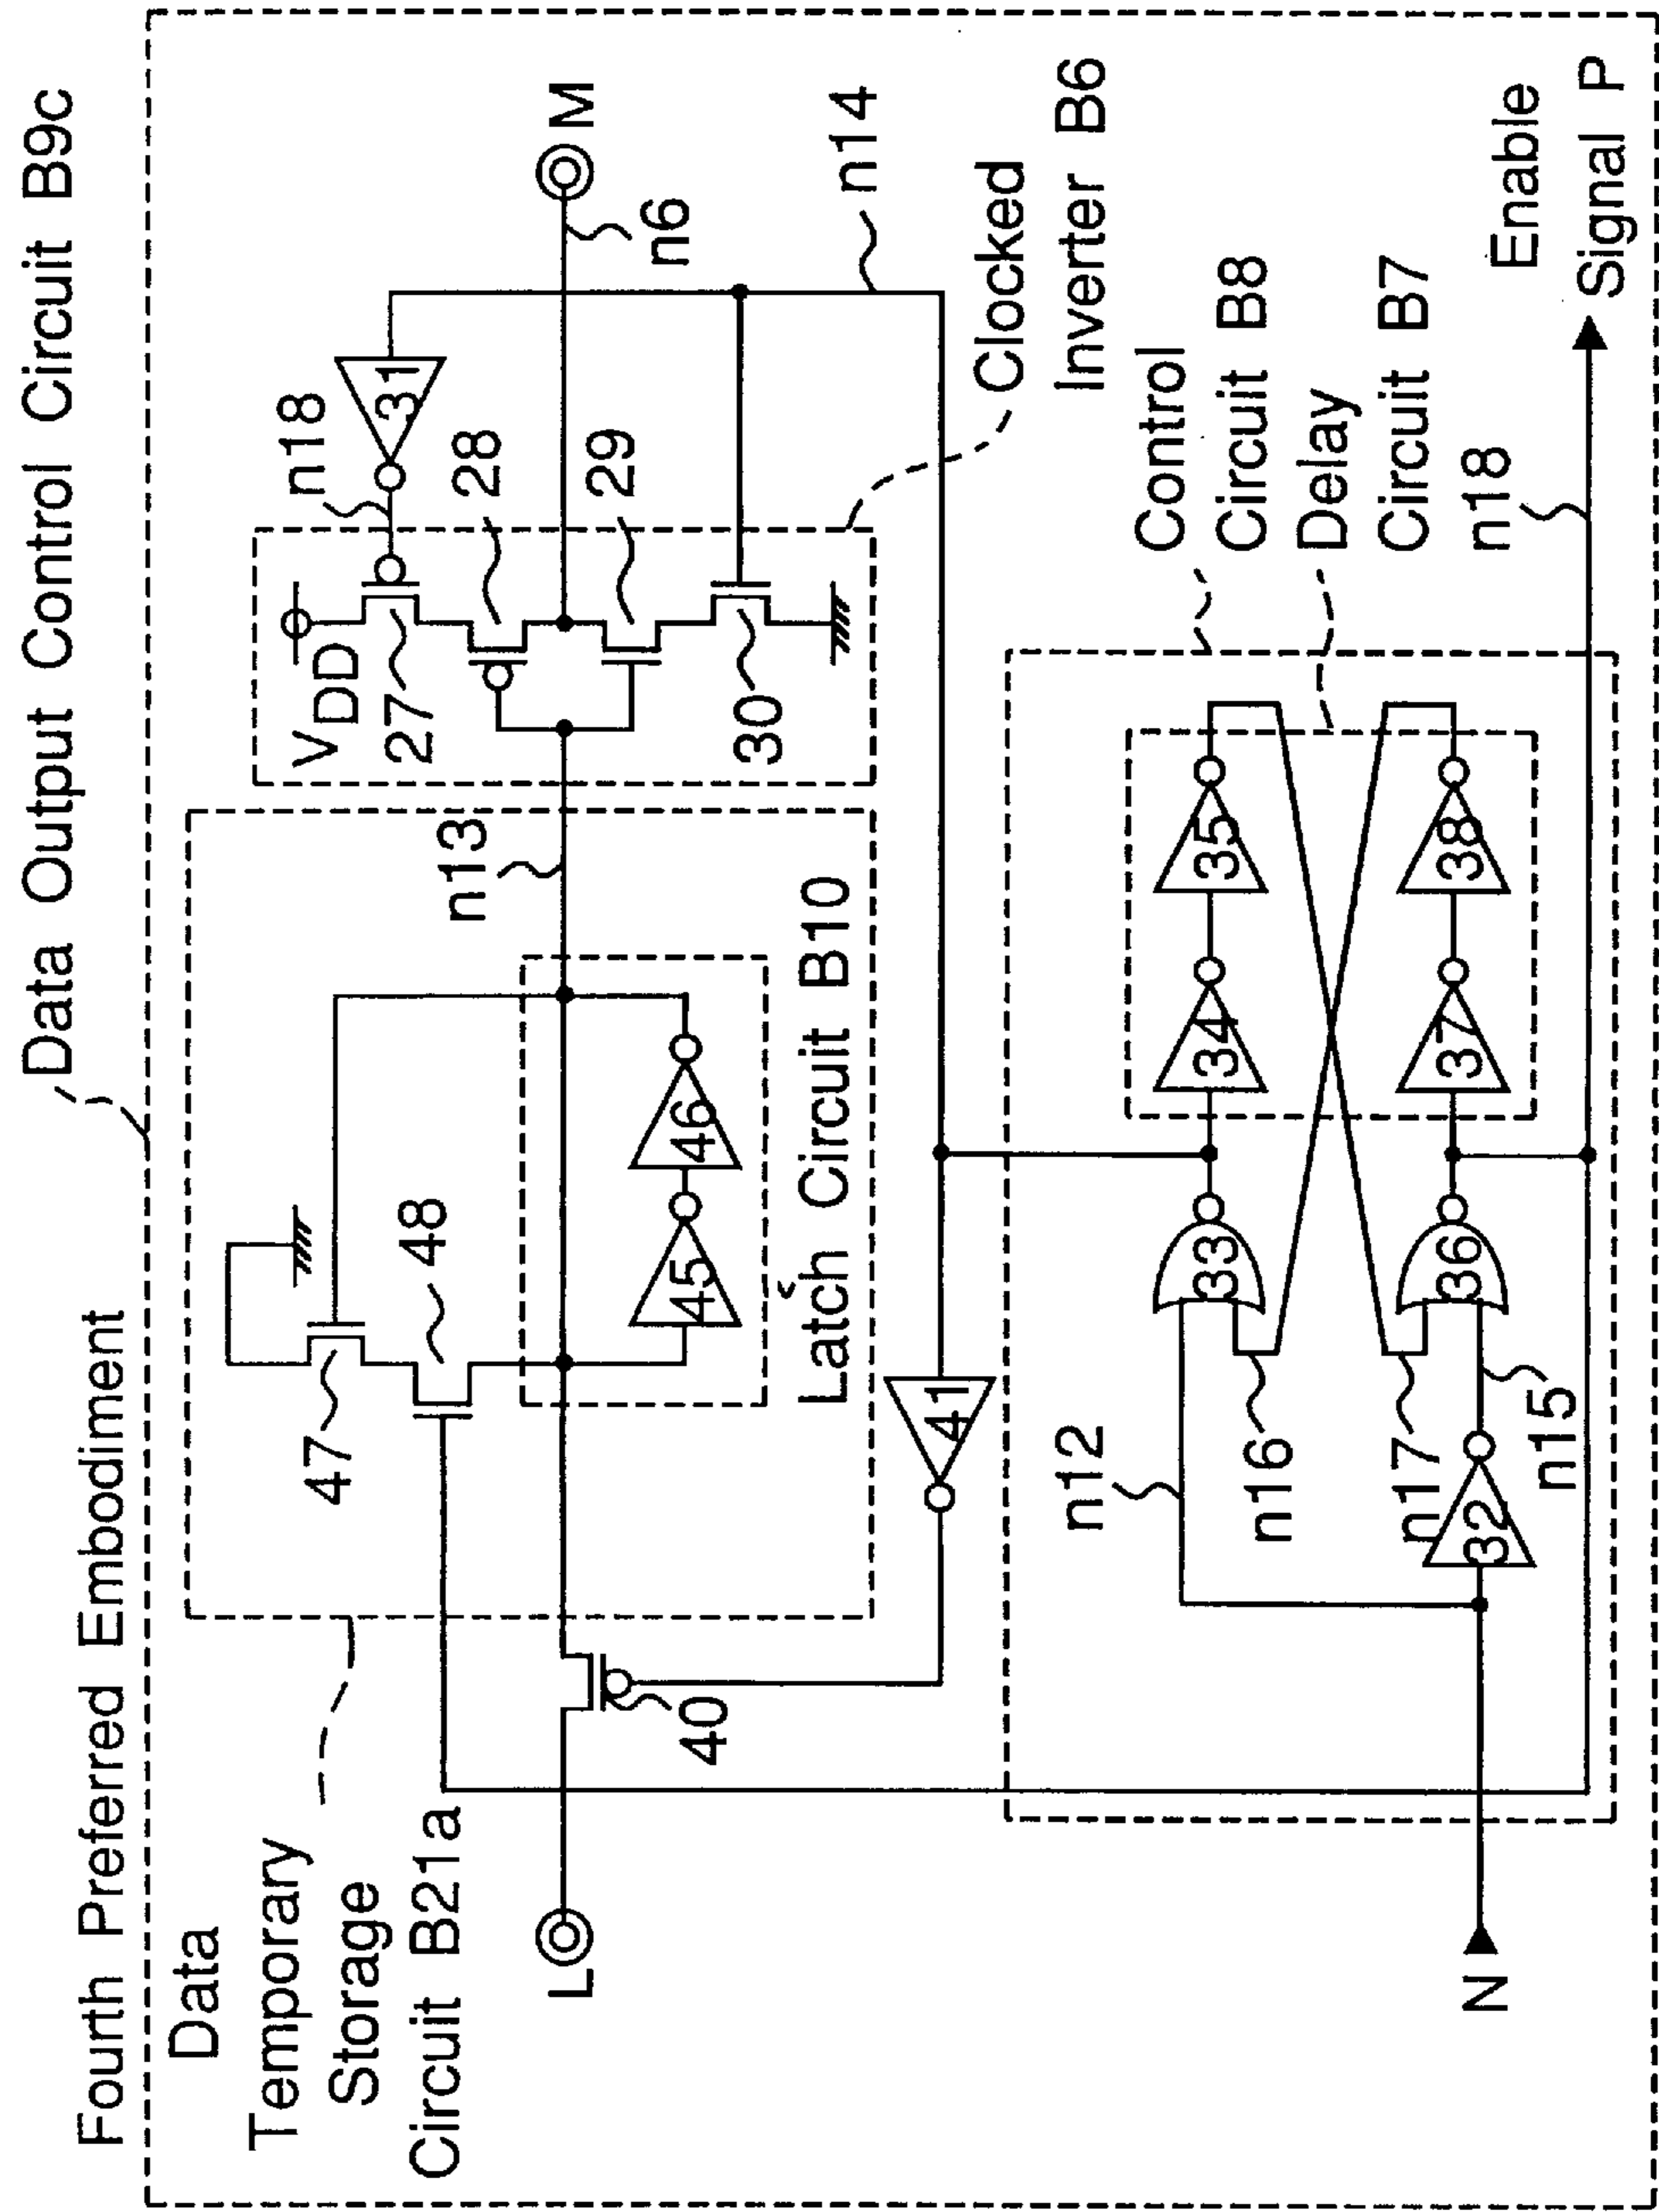 Fourth Preferred Embodiment
Data Output Control Circuit B9c
Data
Temporary
Storage
Circuit B21a
47
48
45
46
Latch Circuit B10
n13
V DD
27
n18
28
29
30
31
n6
M
n14
Clocked
Inverter B6
L
40
41
Control
Circuit B8
Delay
Circuit B7
n18
n12
n16
n17
n15
32
33
34
35
36
37
38
N
Enable
Signal P